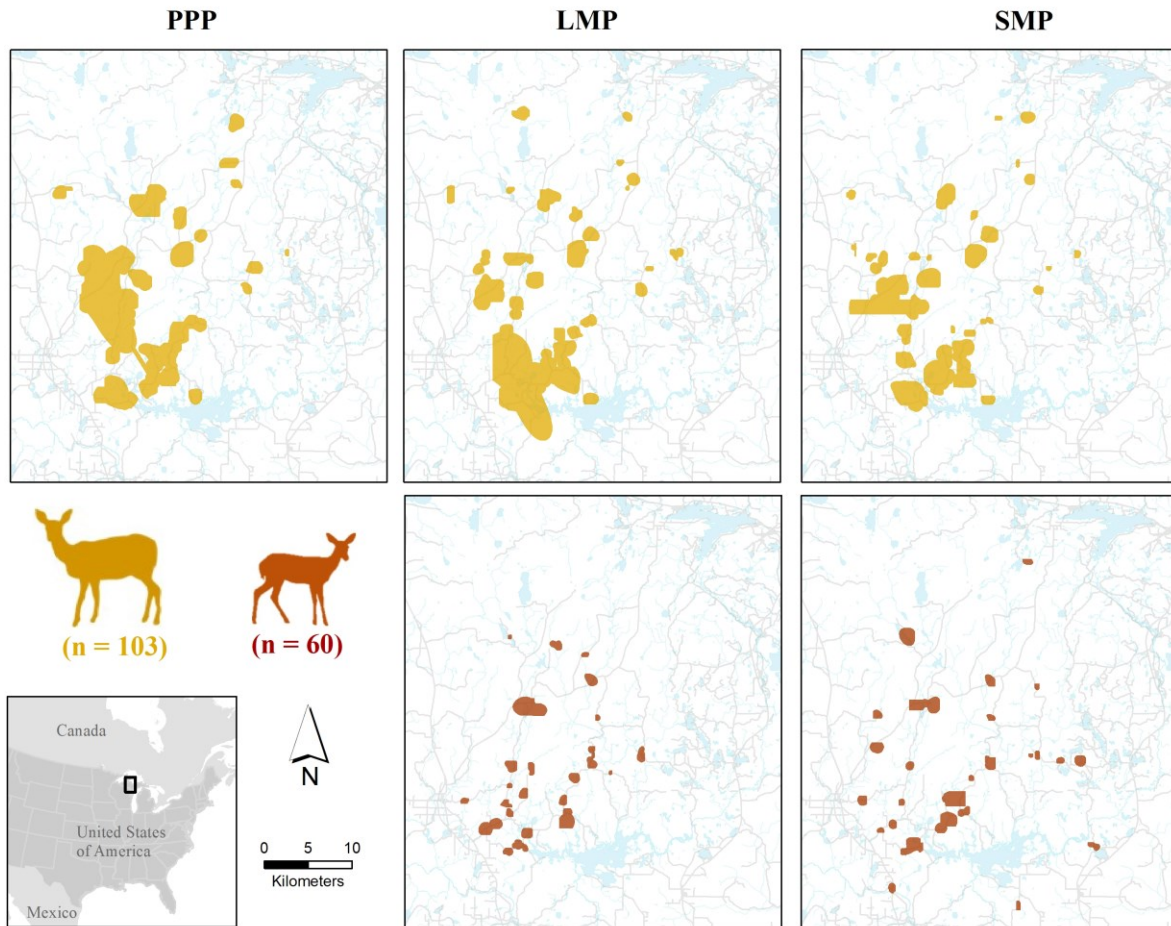 PPP
LMP
SMP
(n = 103)
(n = 60)
Canada
United States
of America
Mexico
N
0 5 10
Kilometers